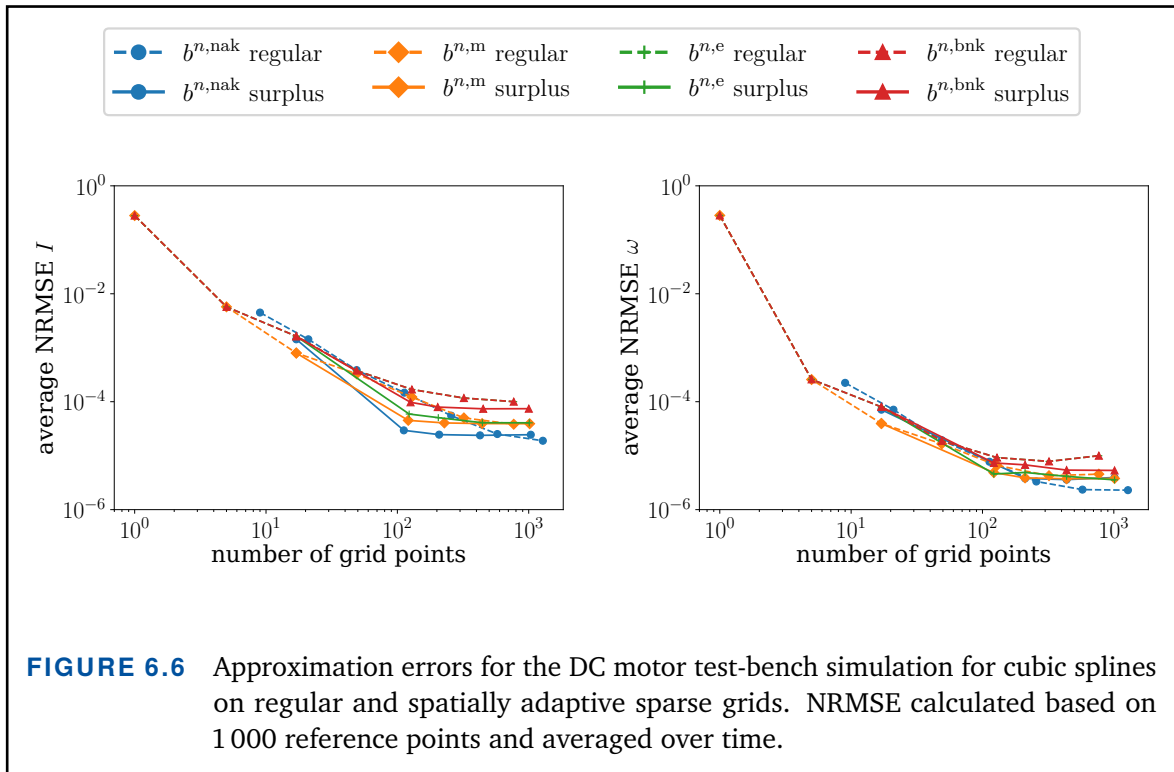 b^{n,nak} regular
b^{n,m} regular
b^{n,e} regular
b^{n,bnk} regular
b^{n,nak} surplus
b^{n,m} surplus
b^{n,e} surplus
b^{n,bnk} surplus
average NRMSE I
10^0
10^{-2}
10^{-4}
10^{-6}
10^0
10^1
10^2
10^3
number of grid points
average NRMSE ω
10^0
10^{-2}
10^{-4}
10^{-6}
10^0
10^1
10^2
10^3
number of grid points
FIGURE 6.6 Approximation errors for the DC motor test-bench simulation for cubic splines
on regular and spatially adaptive sparse grids. NRMSE calculated based on
1 000 reference points and averaged over time.